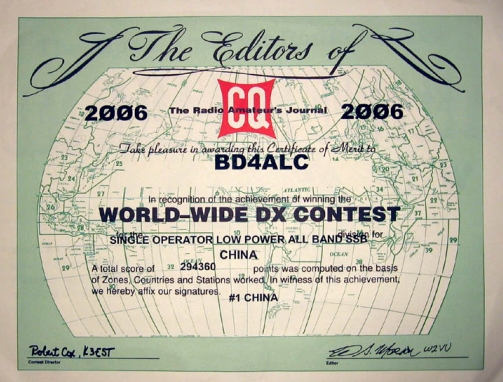 The Editors of
CQ
2006 The Radio Amateur's Journal 2006
Take pleasure in awarding this Certificate of Merit to
BD4ALC
In recognition of the achievement of winning the
WORLD-WIDE DX CONTEST
for the division for
SINGLE OPERATOR LOW POWER ALL BAND SSB
CHINA
A total score of 294360 points was computed on the basis
of Zones, Countries and Stations worked. In witness of this achievement,
we hereby affix our signatures.
#1 CHINA
Robert Cox, K3EST
Contest Director
W2VU
Editor
ATLANTIC
OCEAN